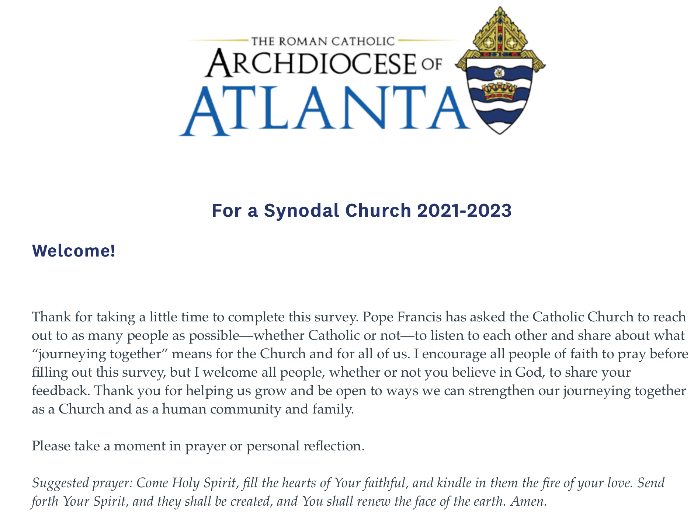 THE ROMAN CATHOLIC
ARCHDIOCESE OF
ATLANTA
For a Synodal Church 2021-2023
Welcome!
Thank for taking a little time to complete this survey. Pope Francis has asked the Catholic Church to reach
out to as many people as possible—whether Catholic or not—to listen to each other and share about what
“journeying together” means for the Church and for all of us. I encourage all people of faith to pray before
filling out this survey, but I welcome all people, whether or not you believe in God, to share your
feedback. Thank you for helping us grow and be open to ways we can strengthen our journeying together
as a Church and as a human community and family.
Please take a moment in prayer or personal reflection.
Suggested prayer: Come Holy Spirit, fill the hearts of Your faithful, and kindle in them the fire of your love. Send
forth Your Spirit, and they shall be created, and You shall renew the face of the earth. Amen.